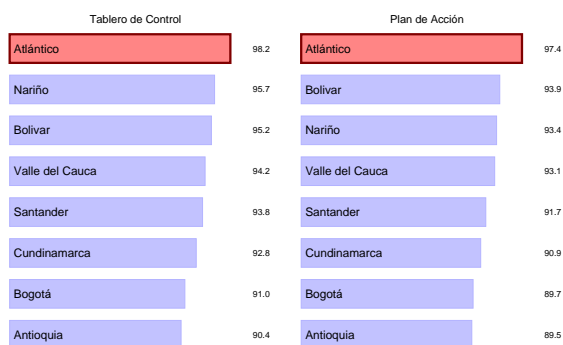 Tablero de Control
Atlántico 98.2
Nariño 95.7
Bolivar 95.2
Valle del Cauca 94.2
Santander 93.8
Cundinamarca 92.8
Bogotá 91.0
Antioquia 90.4
Plan de Acción
Atlántico 97.4
Bolivar 93.9
Nariño 93.4
Valle del Cauca 93.1
Santander 91.7
Cundinamarca 90.9
Bogotá 89.7
Antioquia 89.5